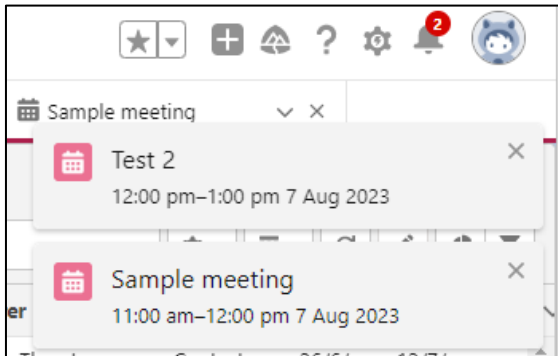 2
Sample meeting
Test 2
12:00 pm–1:00 pm 7 Aug 2023
Sample meeting
er
11:00 am–12:00 pm 7 Aug 2023